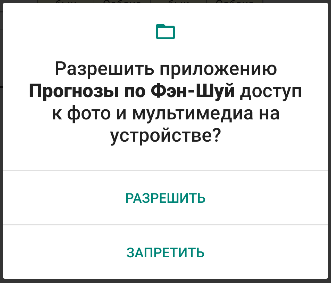 Разрешить приложению
Прогнозы по Фэн-Шуй доступ
к фото и мультимедиа на
устройстве?
РАЗРЕШИТЬ
ЗАПРЕТИТЬ